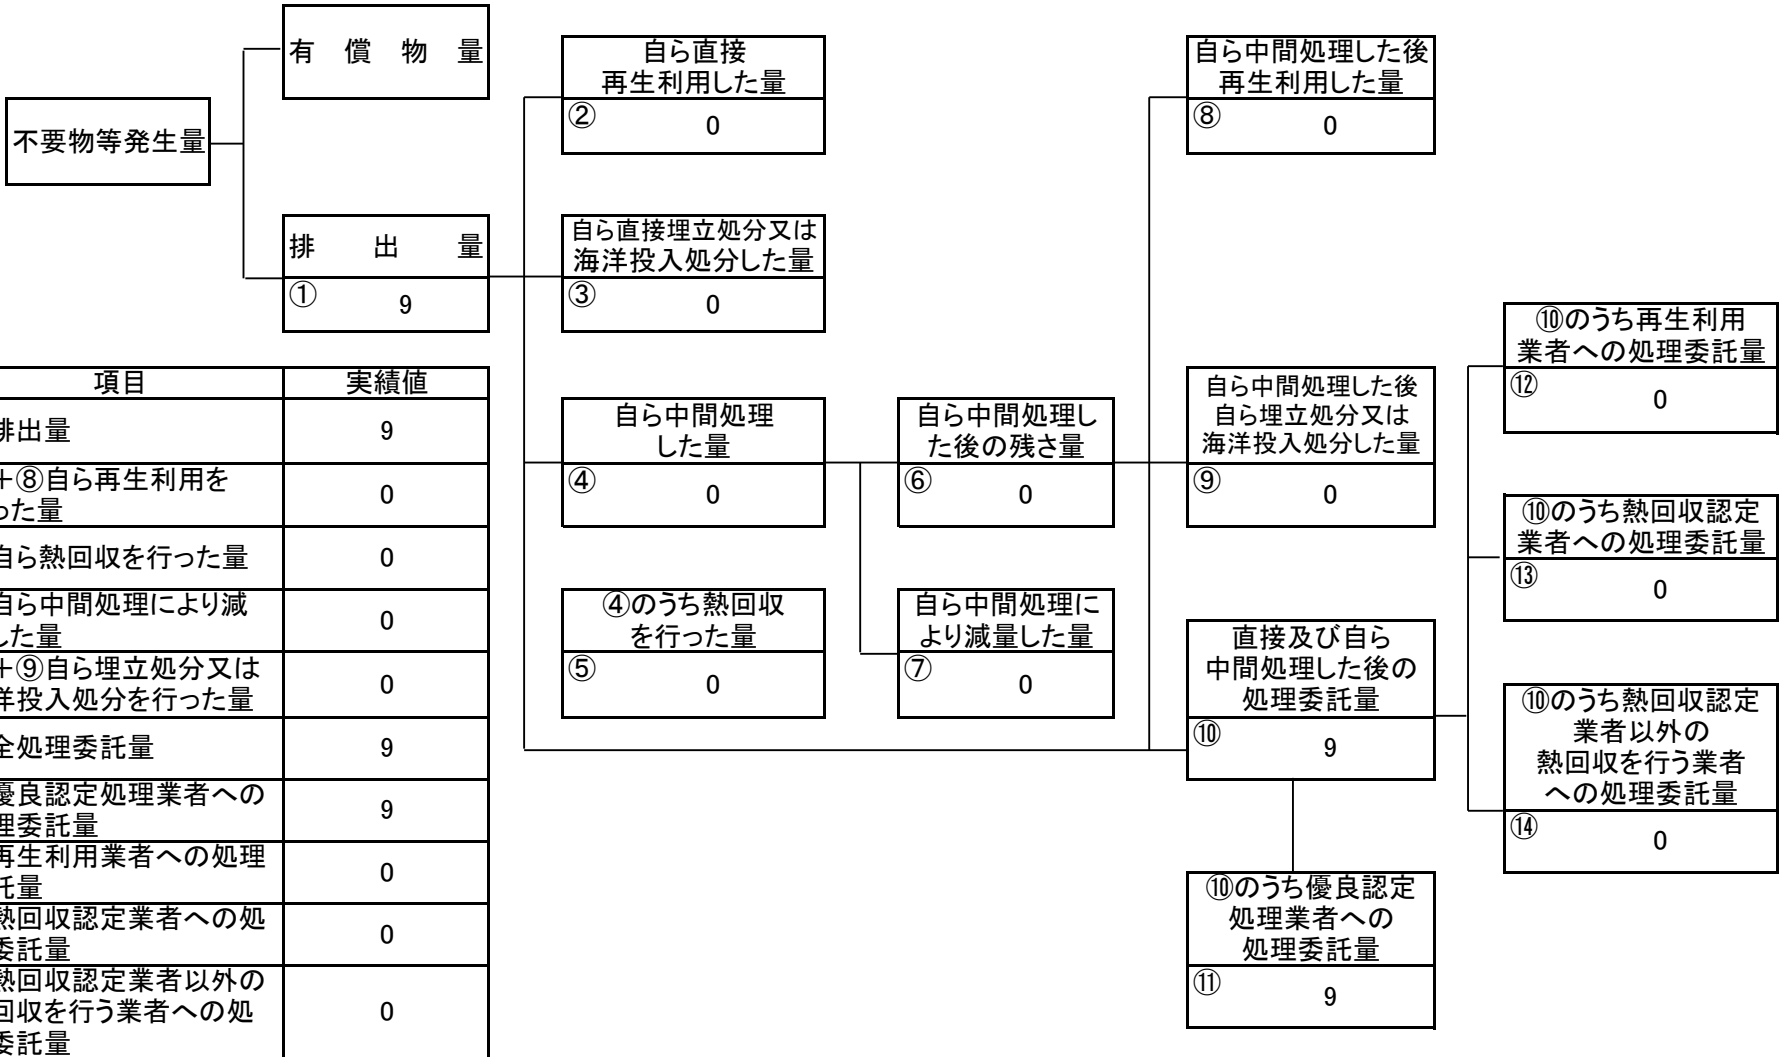 有 償 物 量
不要物等発生量
排 出 量
① 9
自ら直接
再生利用した量
② 0
自ら直接埋立処分又は
海洋投入処分した量
③ 0
自ら中間処理
した量
④ 0
④のうち熱回収
を行った量
⑤ 0
自ら中間処理し
た後の残さ量
⑥ 0
自ら中間処理に
より減量した量
⑦ 0
自ら中間処理した後
再生利用した量
⑧ 0
自ら中間処理した後
自ら埋立処分又は
海洋投入処分した量
⑨ 0
直接及び自ら
中間処理した後の
処理委託量
⑩ 9
⑩のうち優良認定
処理業者への
処理委託量
⑪ 9
⑩のうち再生利用
業者への処理委託量
⑫ 0
⑩のうち熱回収認定
業者への処理委託量
⑬ 0
⑩のうち熱回収認定
業者以外の
熱回収を行う業者
への処理委託量
⑭ 0
項目 実績値
排出量 9
+⑧自ら再生利用を
った量 0
自ら熱回収を行った量 0
自ら中間処理により減
した量 0
+⑨自ら埋立処分又は
洋投入処分を行った量 0
全処理委託量 9
優良認定処理業者への
理委託量 9
再生利用業者への処理
託量 0
熱回収認定業者への処
委託量 0
熱回収認定業者以外の
回収を行う業者への処
委託量 0